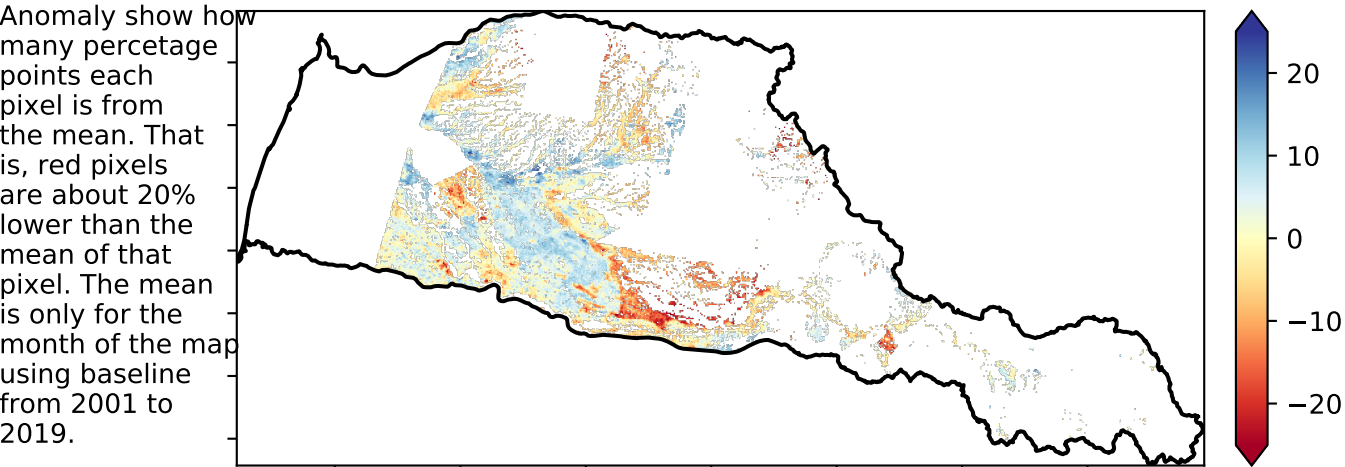 Anomaly show how
many percetage
points each
pixel is from
the mean. That
is, red pixels
are about 20%
lower than the
mean of that
pixel. The mean
is only for the
month of the map
using baseline
from 2001 to
2019.
20
10
0
−10
−20